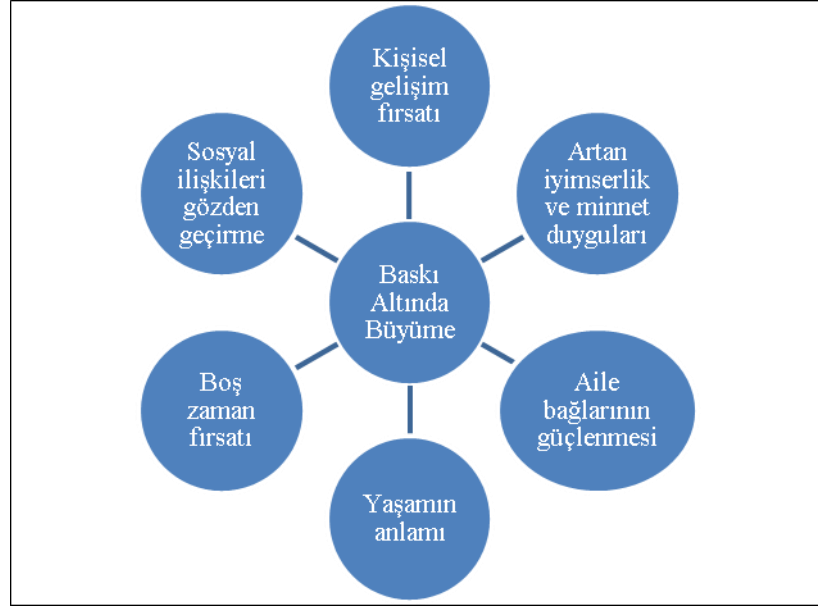 Kişisel
gelişim
fırsatı
Artan
iyimserlik
ve minnet
duyguları
Sosyal
ilişkileri
gözden
geçirme
Baskı
Altında
Büyüme
Boş
zaman
fırsatı
Aile
bağlarının
güçlenmesi
Yaşamın
anlamı